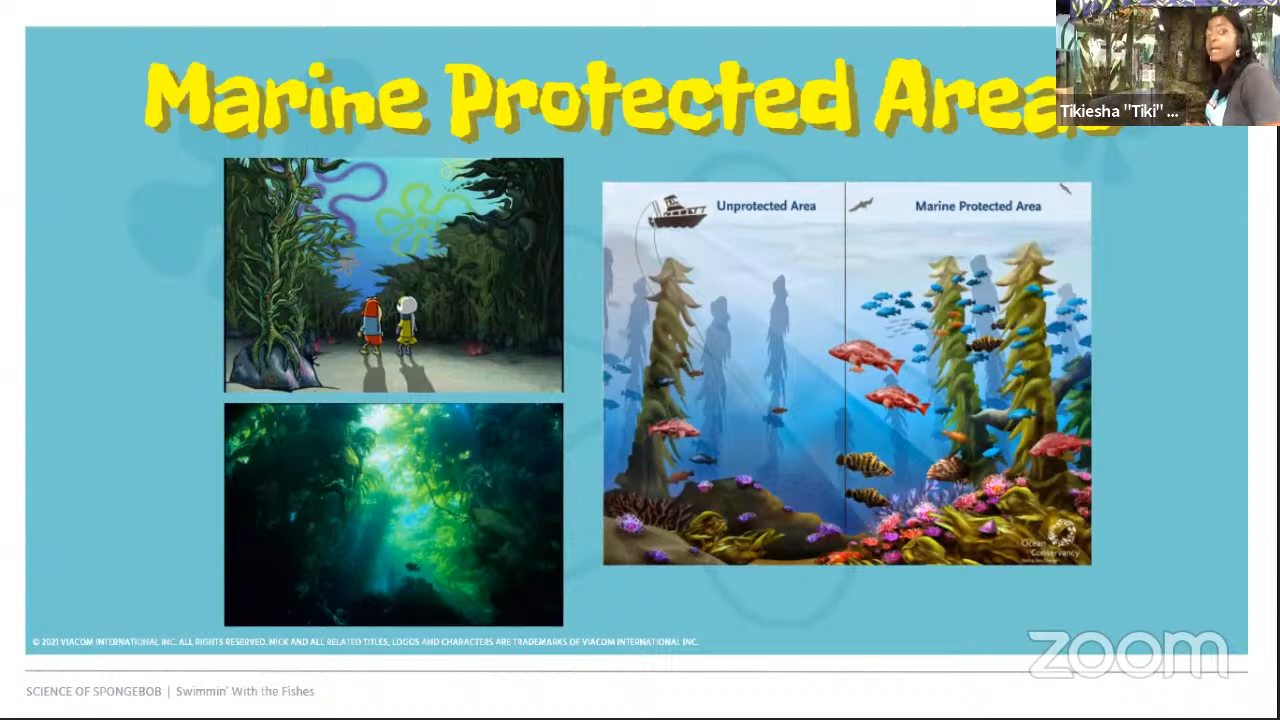 Marine Protected Areas
Tikiesha "Tiki" ...
Unprotected Area
Marine Protected Area
Ocean
Conservancy
© 2021 VIACOM INTERNATIONAL INC. ALL RIGHTS RESERVED. NICK AND ALL RELATED TITLES, LOGOS AND CHARACTERS ARE TRADEMARKS OF VIACOM INTERNATIONAL INC.
zoom
SCIENCE OF SPONGEBOB | Swimmin' With the Fishes